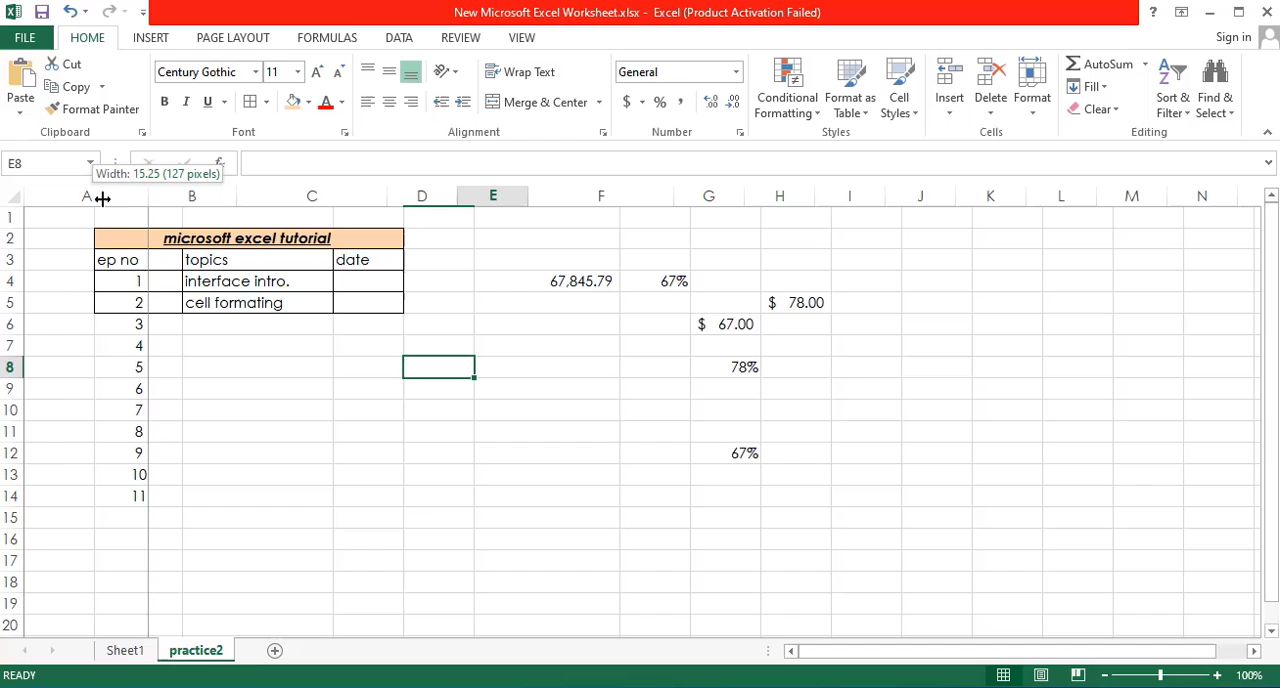 New Microsoft Excel Worksheet.xlsx - Excel (Product Activation Failed)
?
FILE HOME INSERT PAGE LAYOUT FORMULAS DATA REVIEW VIEW Sign in
Paste
Cut
Copy
Format Painter
Clipboard
Century Gothic 11
B I U A
Font
Wrap Text
Merge & Center
Alignment
General
$ % ,
Number
Conditional Formatting
Format as Table
Cell Styles
Styles
Insert
Delete
Format
Cells
AutoSum
Fill
Clear
Sort & Filter
Find & Select
Editing
E8
Width: 15.25 (127 pixels)
A B C D E F G H I J K L M N
1
2 microsoft excel tutorial
3 ep no topics date
4 1 interface intro. 67,845.79 67%
5 2 cell formating $ 78.00
6 3 $ 67.00
7 4
8 5 78%
9 6
10 7
11 8
12 9 67%
13 10
14 11
15
16
17
18
19
20
Sheet1 practice2
READY 100%